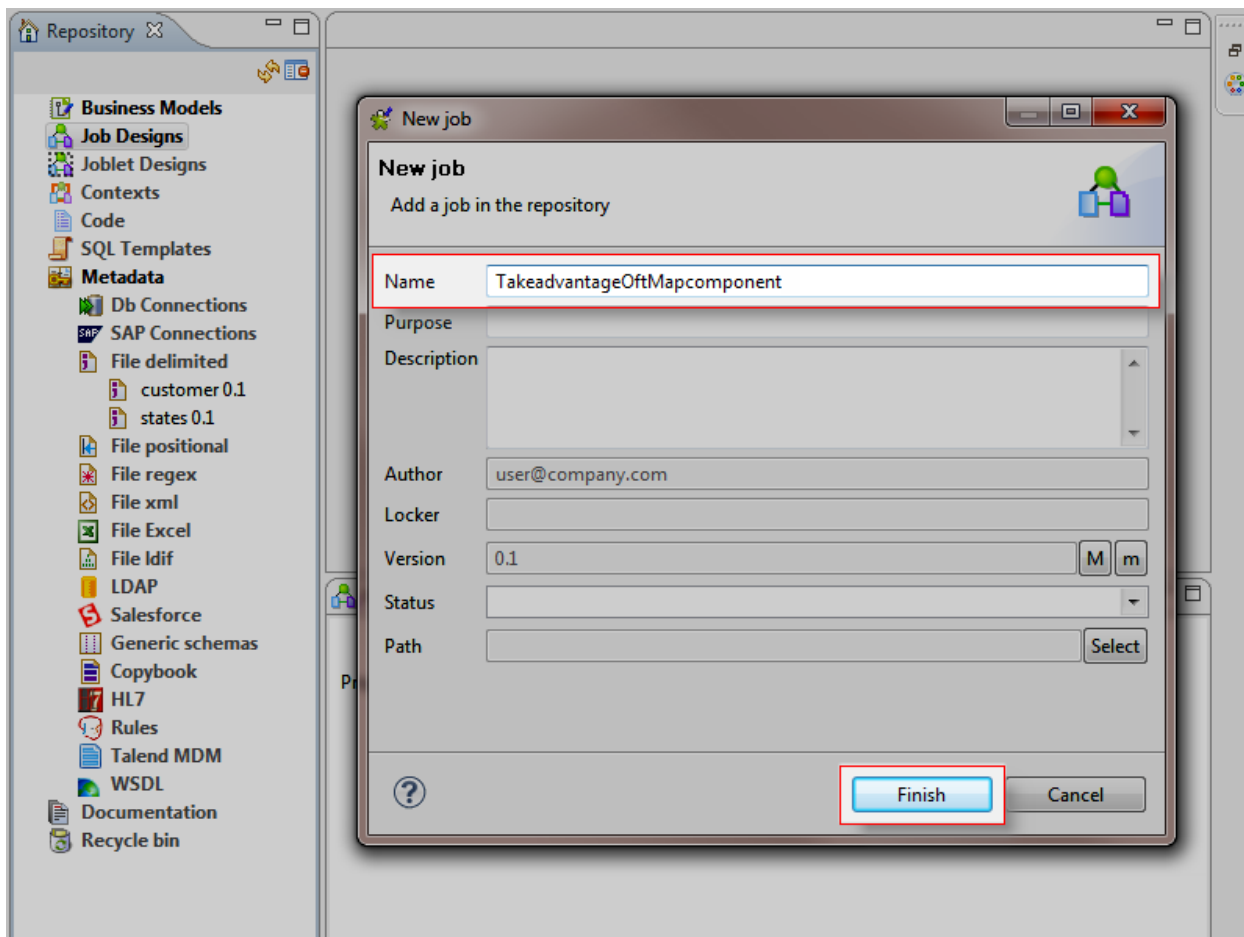 Repository
Business Models
Job Designs
Joblet Designs
Contexts
Code
SQL Templates
Metadata
Db Connections
SAP SAP Connections
File delimited
customer 0.1
states 0.1
File positional
File regex
File xml
File Excel
File ldif
LDAP
Salesforce
Generic schemas
Copybook
HL7
Rules
Talend MDM
WSDL
Documentation
Recycle bin
New job
New job
Add a job in the repository
Name TakeadvantageOftMapcomponent
Purpose
Description
Author user@company.com
Locker
Version 0.1 M m
Status
Path Select
Finish Cancel
Pr